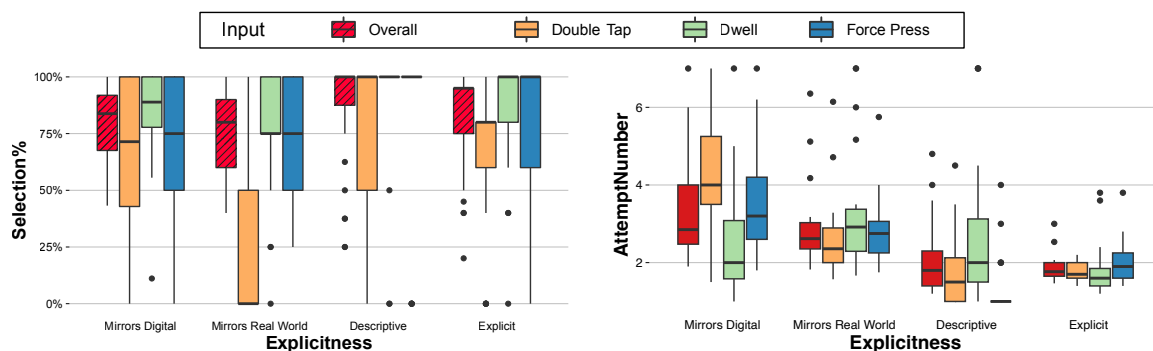 Input Overall Double Tap Dwell Force Press
Selection%
100%
75%
50%
25%
0%
Mirrors Digital Mirrors Real World Descriptive Explicit
Explicitness
AttemptNumber
6
4
2
Mirrors Digital Mirrors Real World Descriptive Explicit
Explicitness